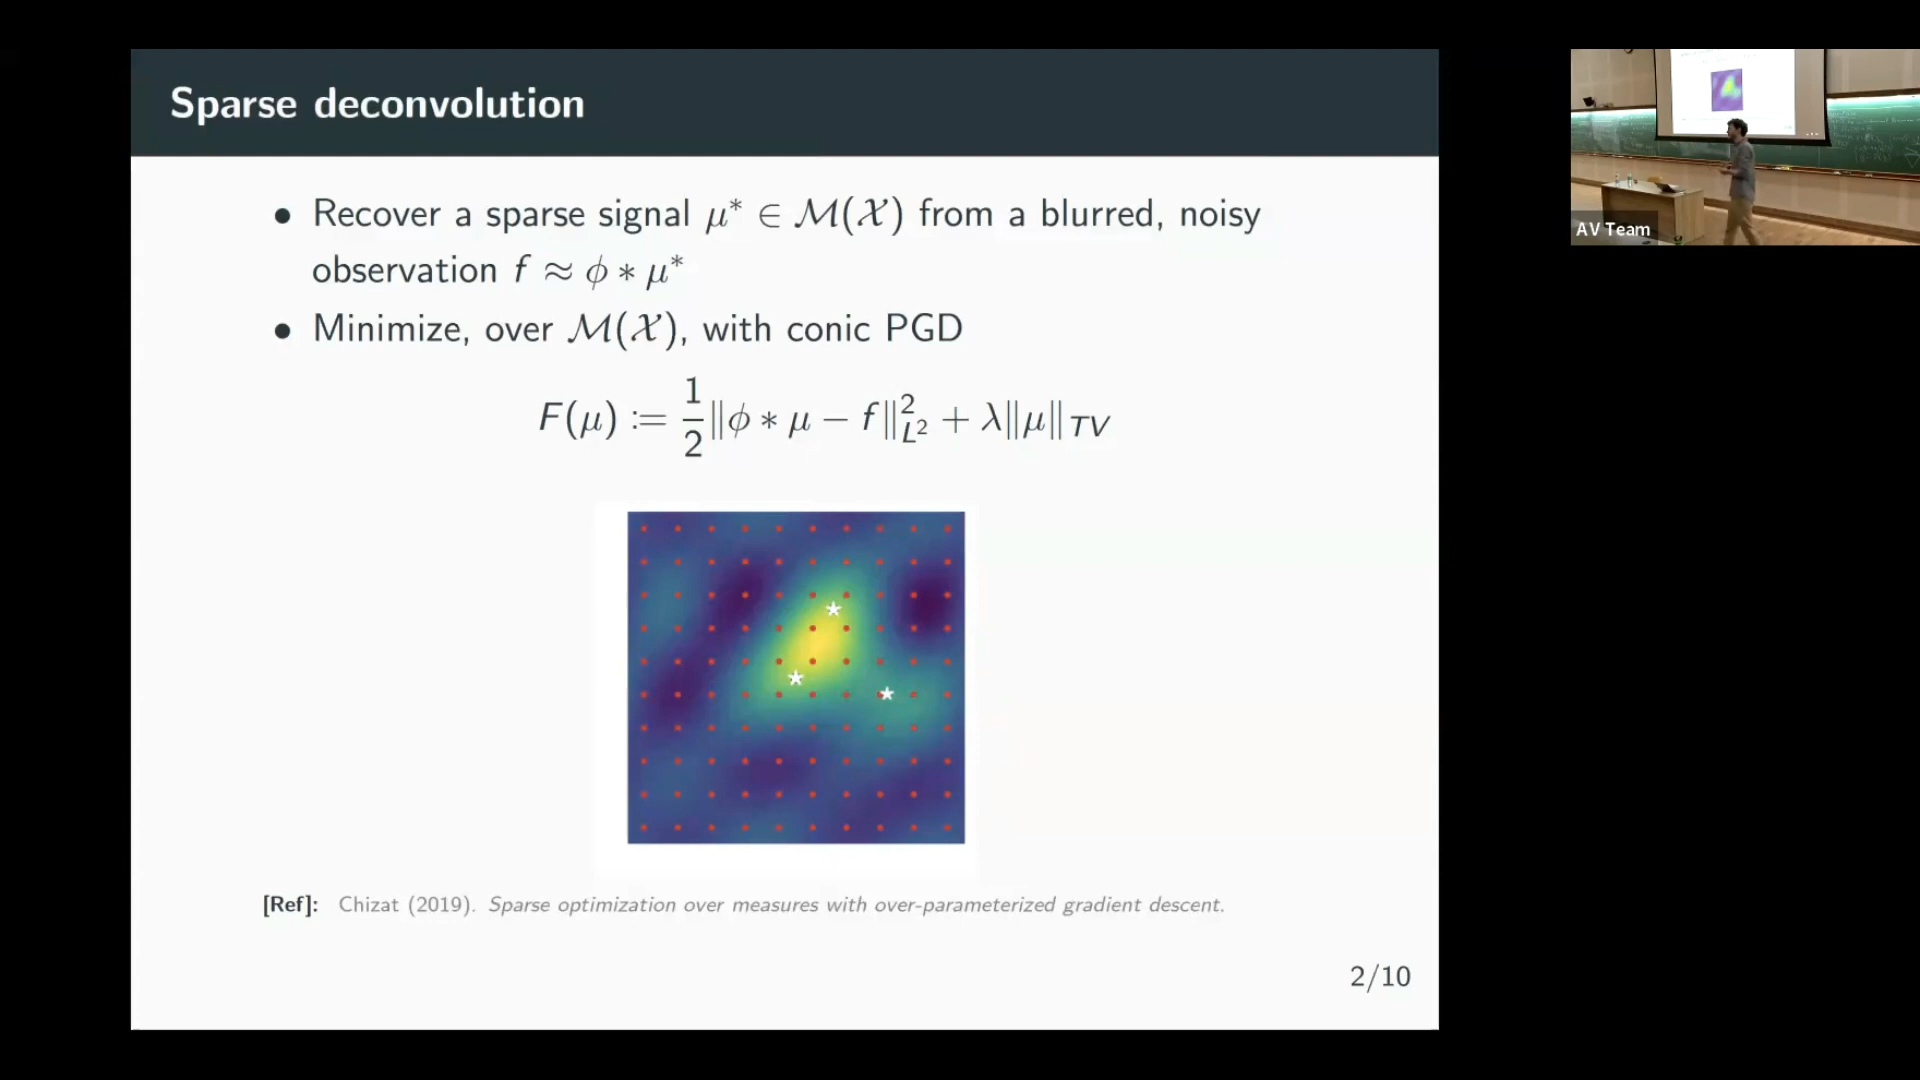 Sparse deconvolution
• Recover a sparse signal μ* ∈ ℳ(𝒳) from a blurred, noisy
observation f ≈ ϕ ∗ μ*
• Minimize, over ℳ(𝒳), with conic PGD
F(μ) := 1/2 ‖ϕ ∗ μ − f‖²_{L²} + λ‖μ‖_{TV}
[Ref]: Chizat (2019). Sparse optimization over measures with over-parameterized gradient descent.
2/10
AV Team